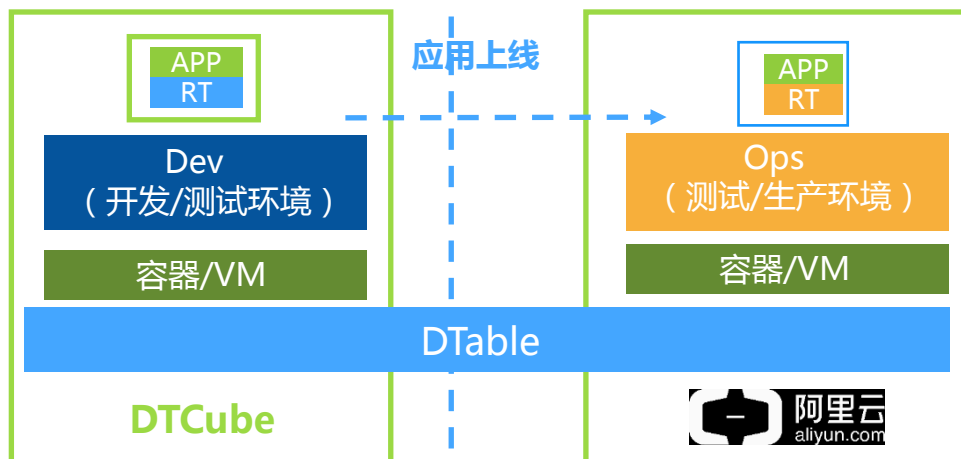 APP
RT
Dev
（开发/测试环境）
容器/VM
应用上线
APP
RT
Ops
（测试/生产环境）
容器/VM
DTable
DTCube
阿里云
aliyun.com